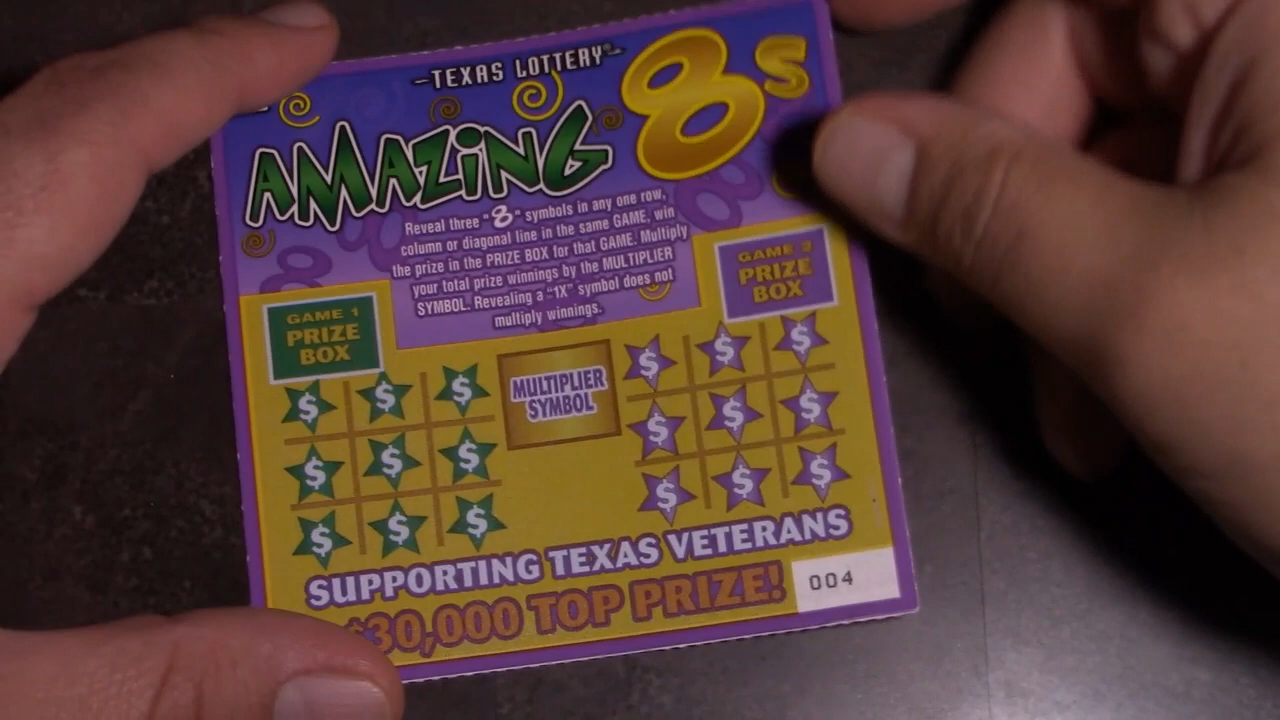 —TEXAS LOTTERY®—
AMAZiNG 8s
Reveal three "8" symbols in any one row,
column or diagonal line in the same GAME, win
the prize in the PRIZE BOX for that GAME. Multiply
your total prize winnings by the MULTIPLIER
SYMBOL. Revealing a "1X" symbol does not
multiply winnings.
GAME 1
PRIZE
BOX
GAME 2
PRIZE
BOX
MULTIPLIER
SYMBOL
$ $ $
$ $ $
$ $ $
$ $ $
$ $ $
$ $ $
SUPPORTING TEXAS VETERANS
$30,000 TOP PRIZE!
004